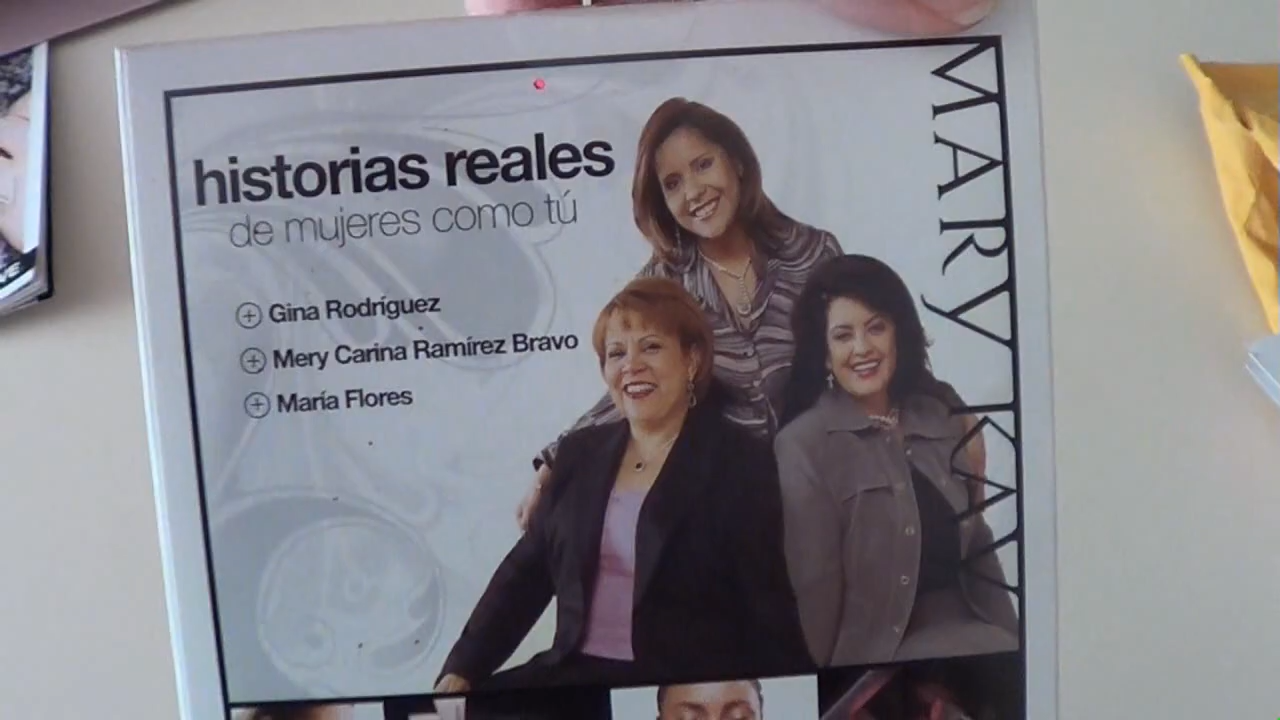 historias reales
de mujeres como tú
Gina Rodríguez
Mery Carina Ramírez Bravo
María Flores
MARY KAY